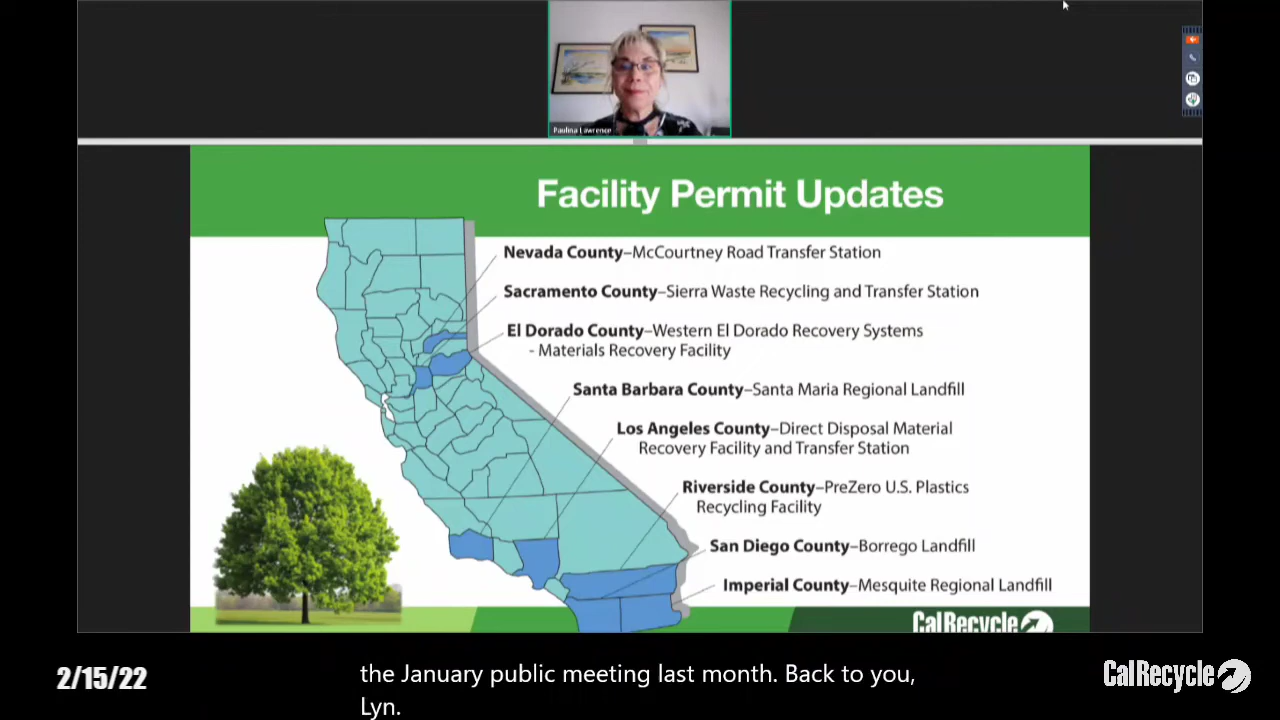 Paulina Lawrence
Facility Permit Updates
Nevada County–McCourtney Road Transfer Station
Sacramento County–Sierra Waste Recycling and Transfer Station
El Dorado County–Western El Dorado Recovery Systems
- Materials Recovery Facility
Santa Barbara County–Santa Maria Regional Landfill
Los Angeles County–Direct Disposal Material
Recovery Facility and Transfer Station
Riverside County–PreZero U.S. Plastics
Recycling Facility
San Diego County–Borrego Landfill
Imperial County–Mesquite Regional Landfill
CalRecycle
2/15/22
the January public meeting last month. Back to you,
Lyn.
CalRecycle